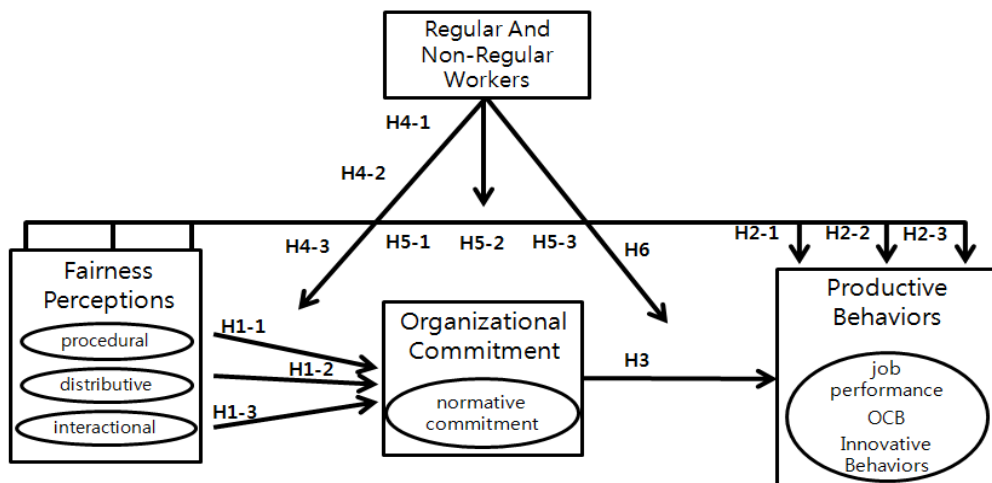 Regular And
Non-Regular
Workers
H4-1
H4-2
H4-3
H5-1
H5-2
H5-3
H6
H2-1
H2-2
H2-3
Fairness
Perceptions
procedural
distributive
interactional
H1-1
H1-2
H1-3
Organizational
Commitment
normative
commitment
H3
Productive
Behaviors
job
performance
OCB
Innovative
Behaviors